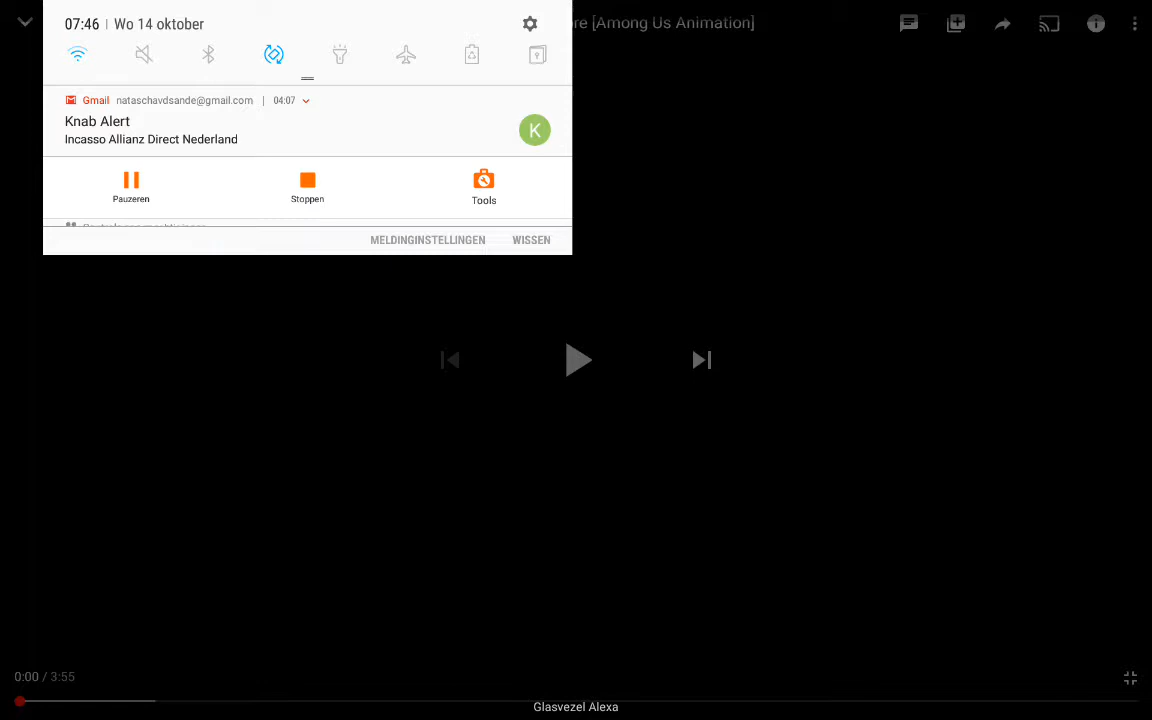 07:46 | Wo 14 oktober
re [Among Us Animation]
Gmail nataschavdsande@gmail.com | 04:07
Knab Alert
Incasso Allianz Direct Nederland
K
Pauzeren
Stoppen
Tools
MELDINGINSTELLINGEN
WISSEN
0:00 / 3:55
Glasvezel Alexa